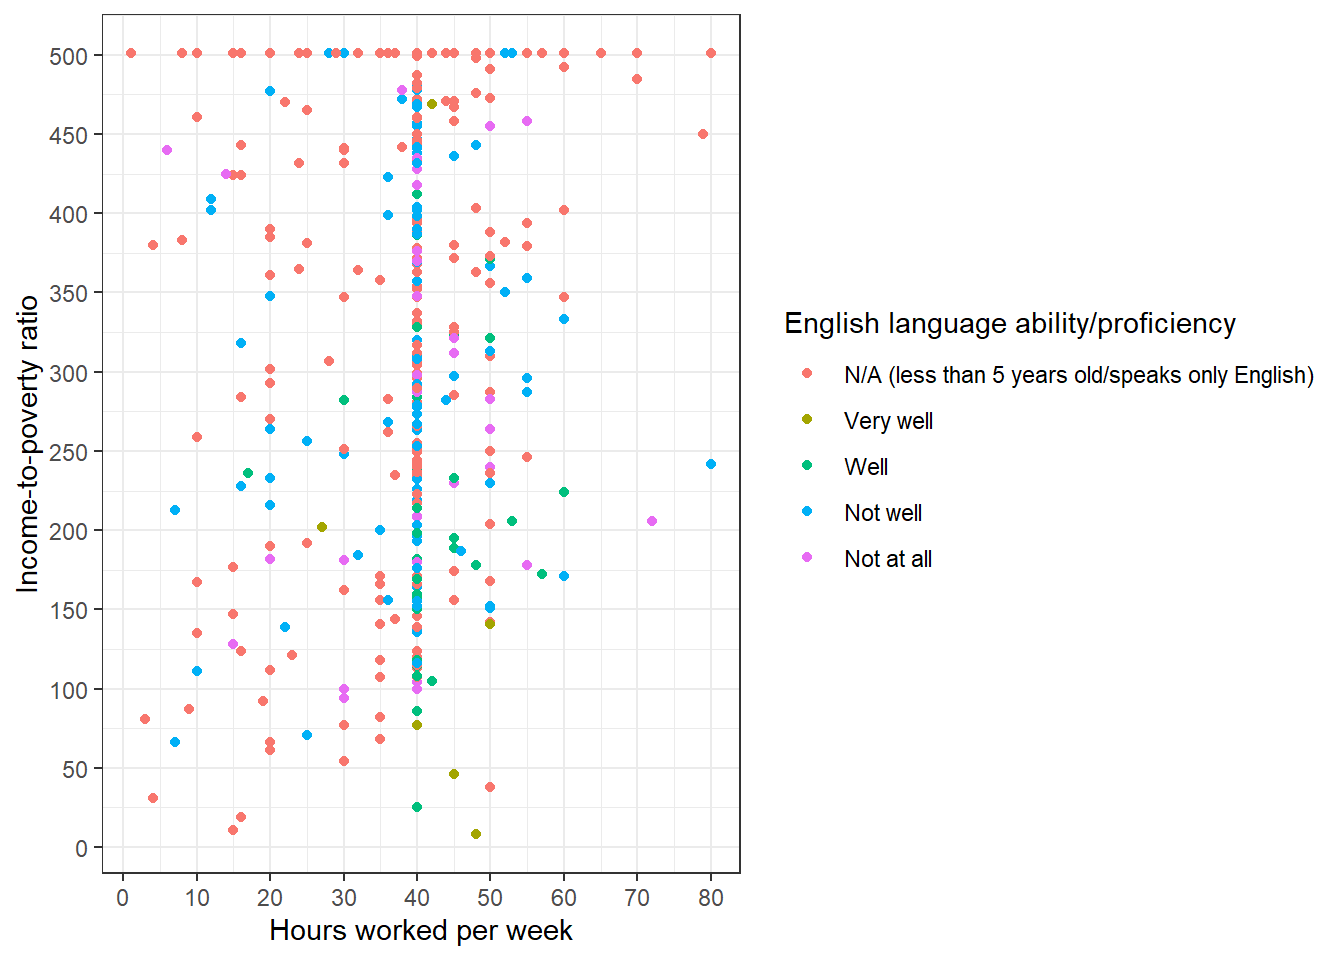 500
450
400
350
300
250
200
150
100
50
0
Income-to-poverty ratio
0 10 20 30 40 50 60 70 80
Hours worked per week
English language ability/proficiency
N/A (less than 5 years old/speaks only English)
Very well
Well
Not well
Not at all